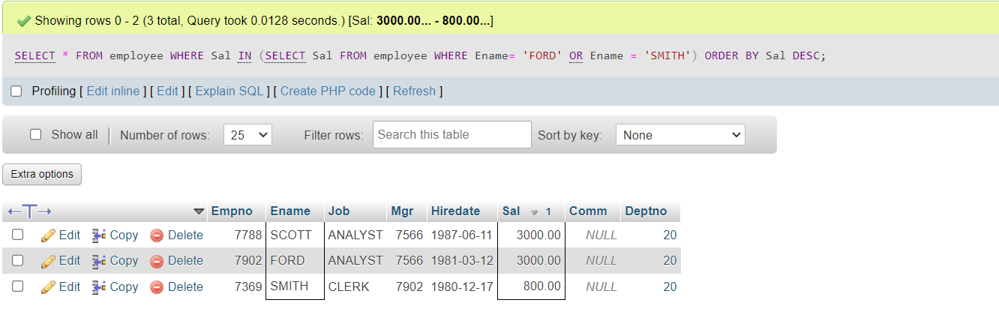 Showing rows 0 - 2 (3 total, Query took 0.0128 seconds.) [Sal: 3000.00... - 800.00...]
SELECT * FROM employee WHERE Sal IN (SELECT Sal FROM employee WHERE Ename= 'FORD' OR Ename = 'SMITH') ORDER BY Sal DESC;
Profiling [ Edit inline ] [ Edit ] [ Explain SQL ] [ Create PHP code ] [ Refresh ]
Show all Number of rows: 25 Filter rows: Search this table Sort by key: None
Extra options
Empno Ename Job Mgr Hiredate Sal 1 Comm Deptno
Edit Copy Delete 7788 SCOTT ANALYST 7566 1987-06-11 3000.00 NULL 20
Edit Copy Delete 7902 FORD ANALYST 7566 1981-03-12 3000.00 NULL 20
Edit Copy Delete 7369 SMITH CLERK 7902 1980-12-17 800.00 NULL 20